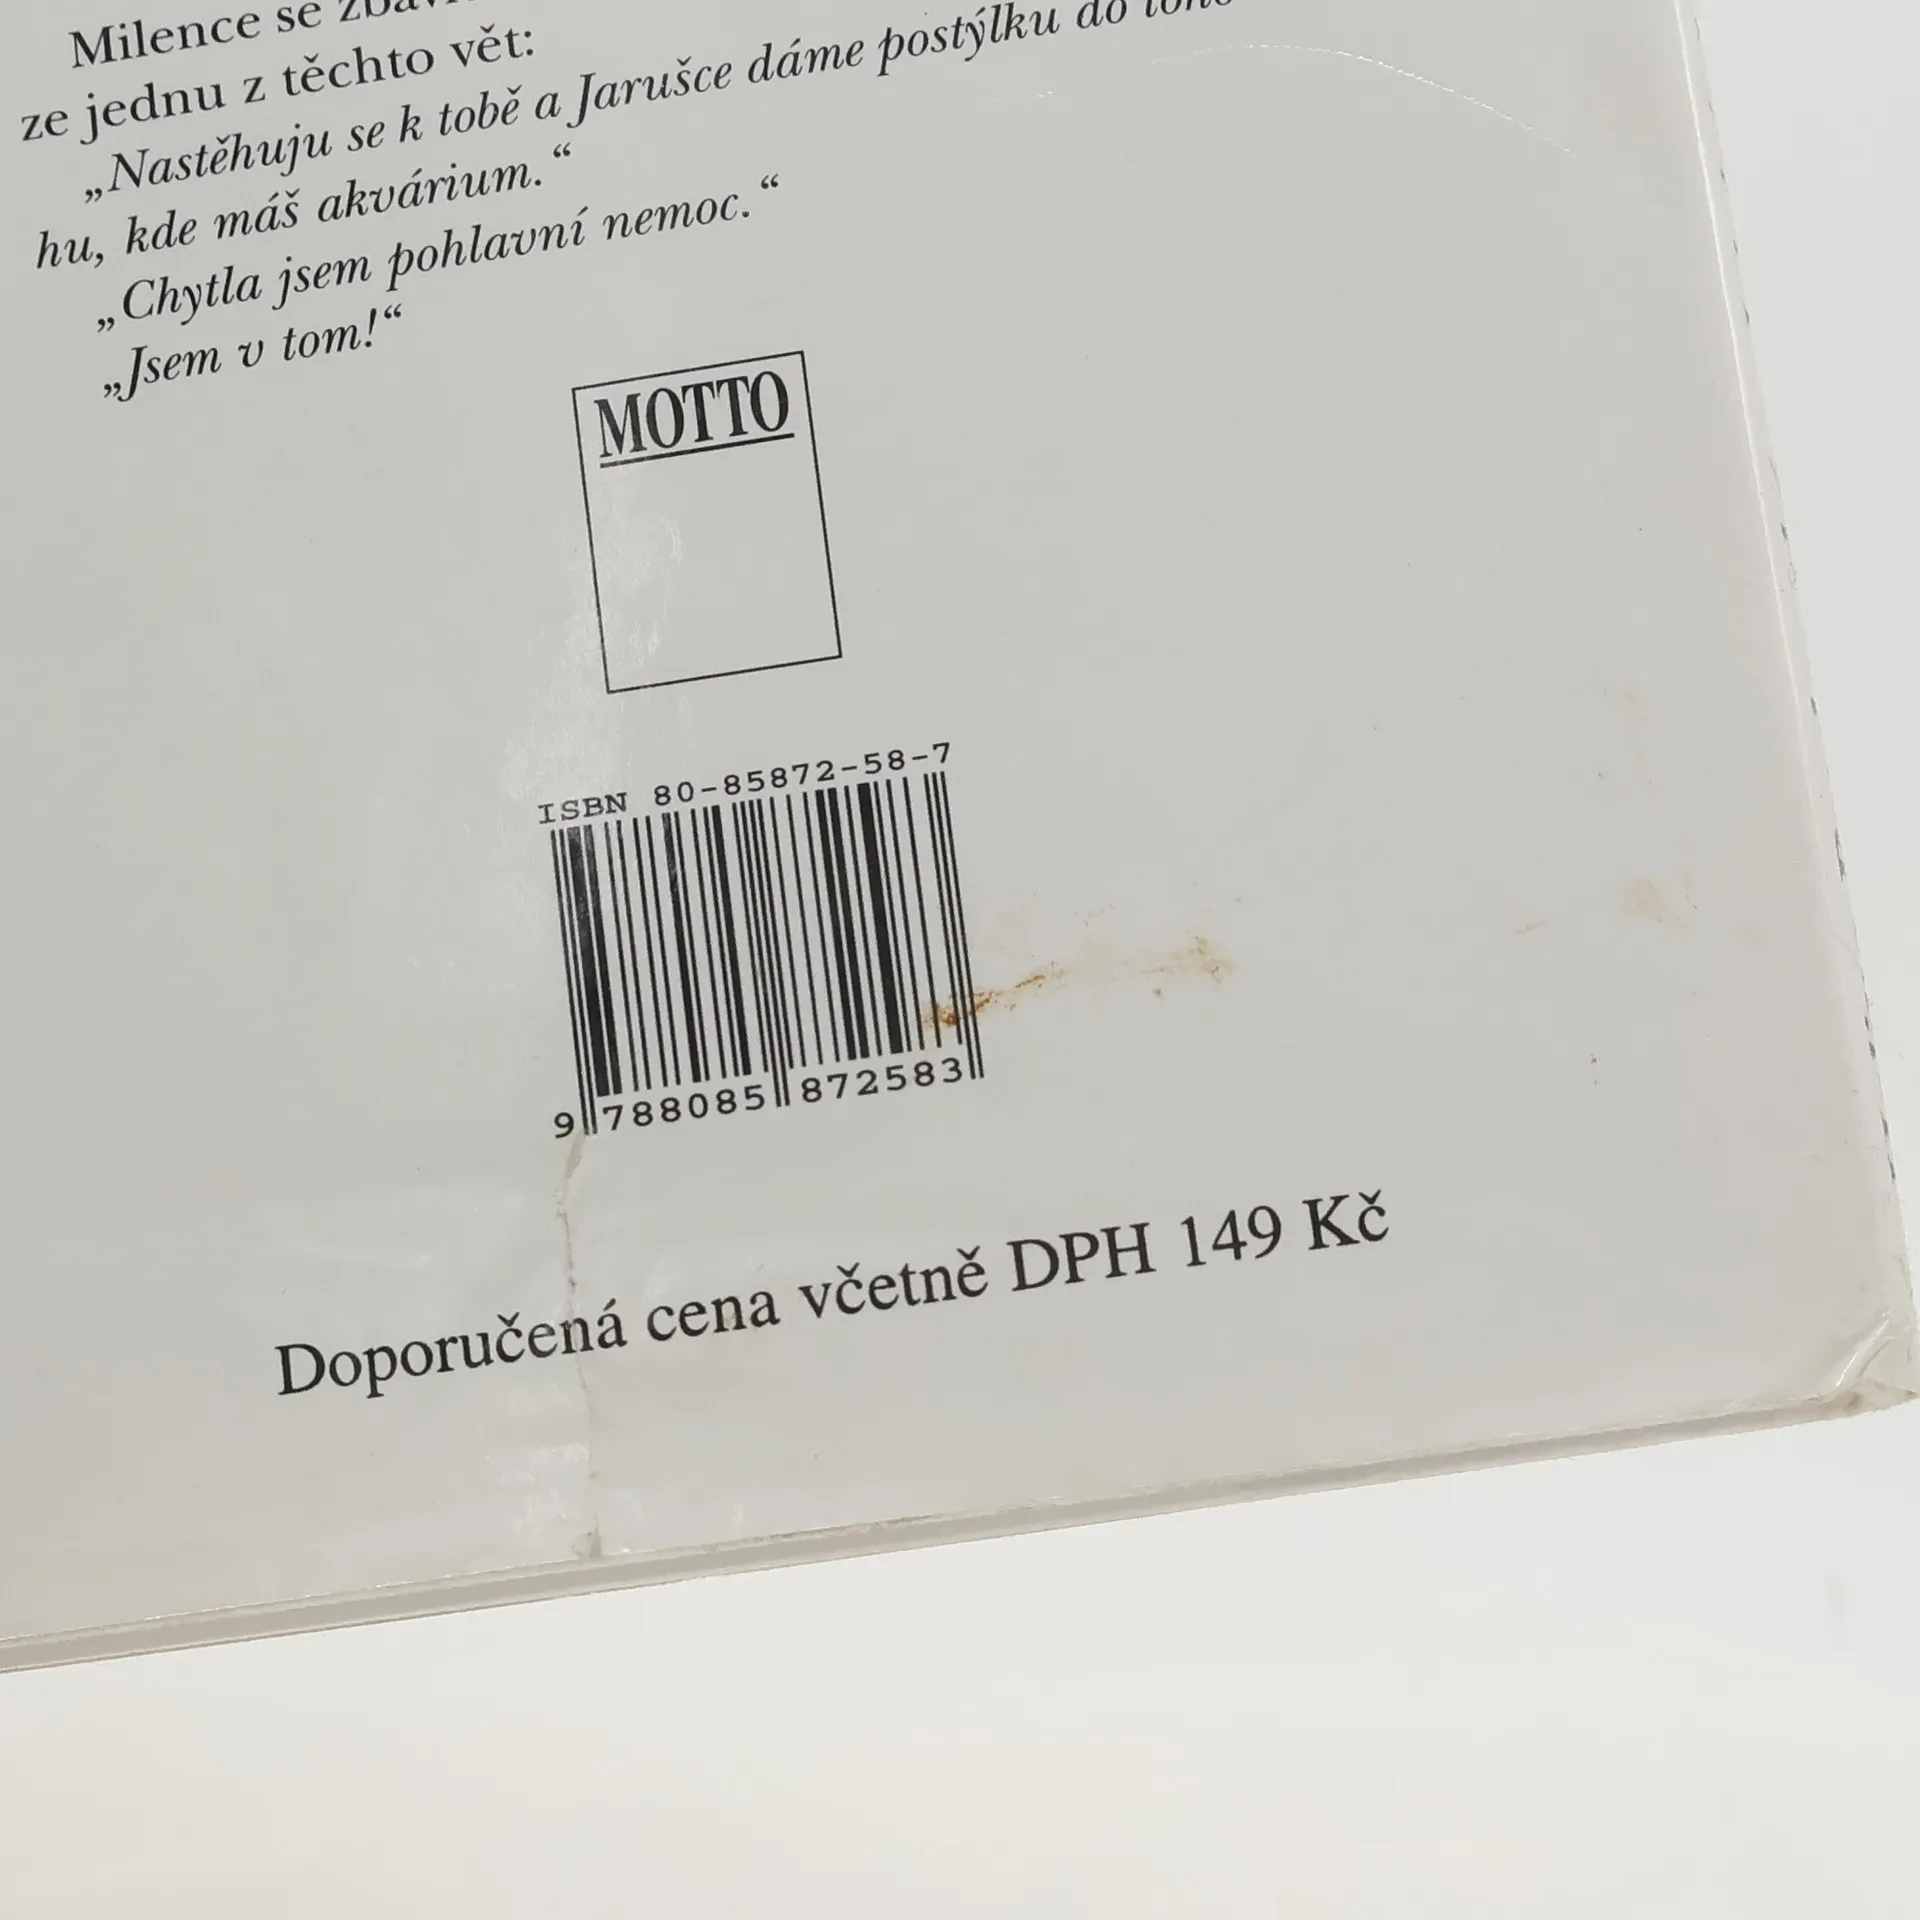 Milence se
ze jednu z těchto vět:
„Nastěhuju se k tobě a Jarušce dáme postýlku do
hu, kde máš akvárium.“
„Chytla jsem pohlavní nemoc.“
„Jsem v tom!“
MOTTO
ISBN 80-85872-58-7
9 788085 872583
Doporučená cena včetně DPH 149 Kč